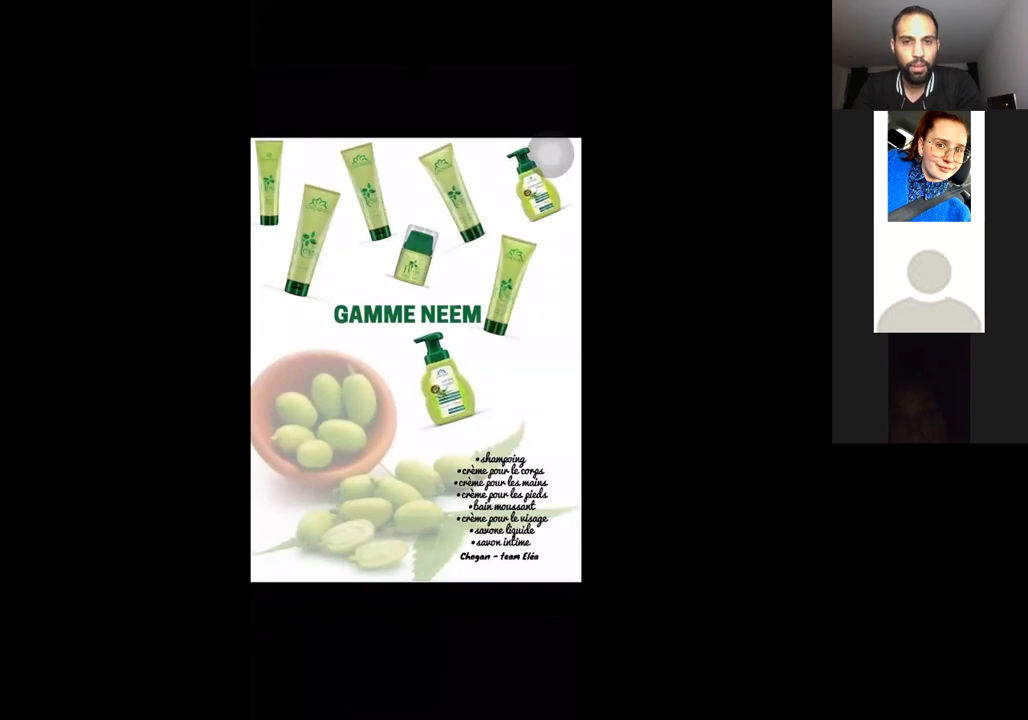 GAMME NEEM
•shampoing
•crème pour le corps
•crème pour les mains
•crème pour les pieds
•bain moussant
•crème pour le visage
•savone liquide
•savon intime
Chogan - team Eléa